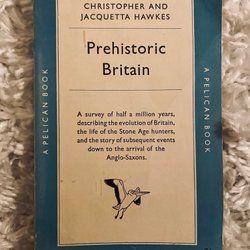 CHRISTOPHER AND
JACQUETTA HAWKES
Prehistoric
Britain
A survey of half a million years,
describing the evolution of Britain,
the life of the Stone Age hunters,
and the story of subsequent events
down to the arrival of the
Anglo-Saxons.
A PELICAN BOOK
A PELICAN BOOK